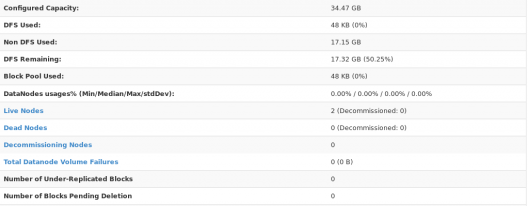 Configured Capacity: 34.47 GB
DFS Used: 48 KB (0%)
Non DFS Used: 17.15 GB
DFS Remaining: 17.32 GB (50.25%)
Block Pool Used: 48 KB (0%)
DataNodes usages% (Min/Median/Max/stdDev): 0.00% / 0.00% / 0.00% / 0.00%
Live Nodes 2 (Decommissioned: 0)
Dead Nodes 0 (Decommissioned: 0)
Decommissioning Nodes 0
Total Datanode Volume Failures 0 (0 B)
Number of Under-Replicated Blocks 0
Number of Blocks Pending Deletion 0